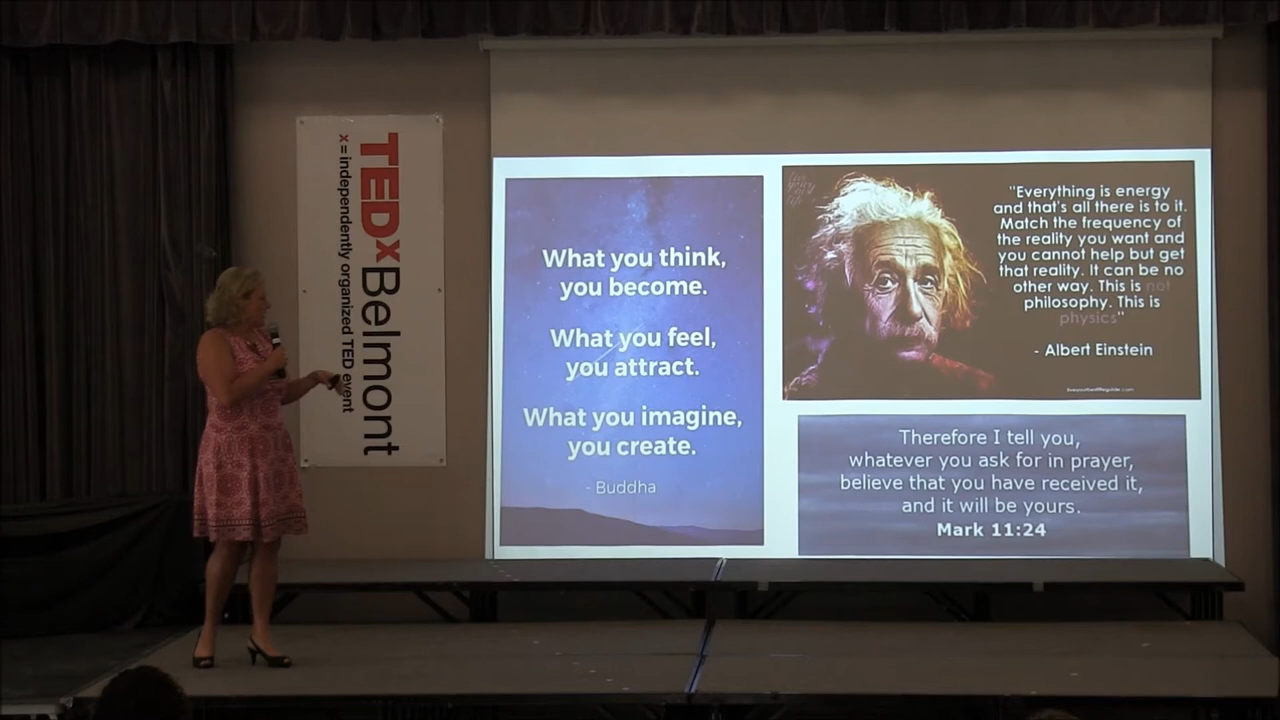 TEDxBelmont
x = independently organized TED event
What you think,
you become.
What you feel,
you attract.
What you imagine,
you create.
- Buddha
"Everything is energy
and that's all there is to it.
Match the frequency of
the reality you want and
you cannot help but get
that reality. It can be no
other way. This is not
philosophy. This is
physics"
- Albert Einstein
Therefore I tell you,
whatever you ask for in prayer,
believe that you have received it,
and it will be yours.
Mark 11:24